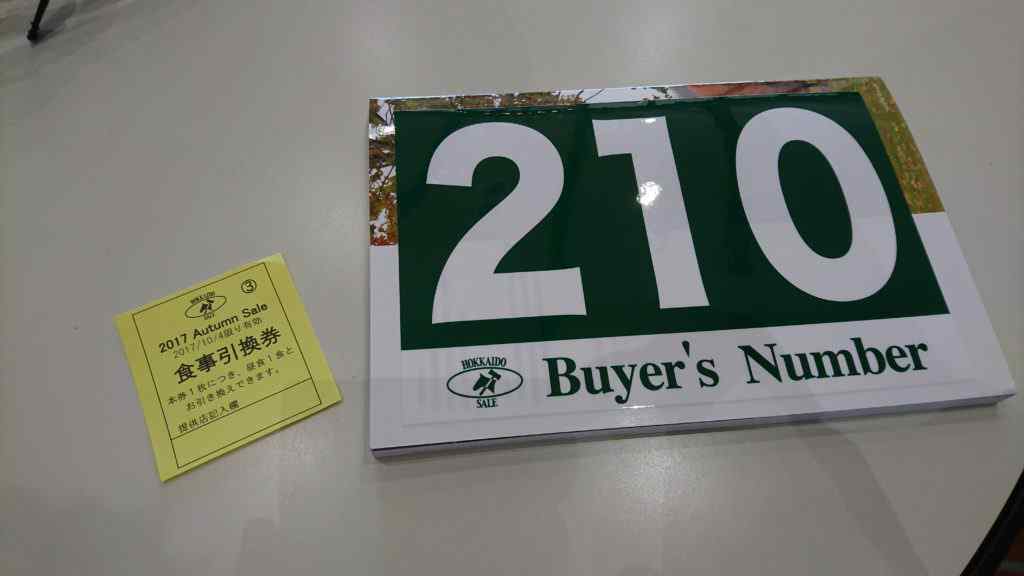 HOKKAIDO
SALE
③
2017 Autumn Sale
2017/10/4限り有効
食事引換券
本券1枚につき、昼食1食と
お引き換えできます。
提供店記入欄
210
HOKKAIDO
SALE
Buyer's Number